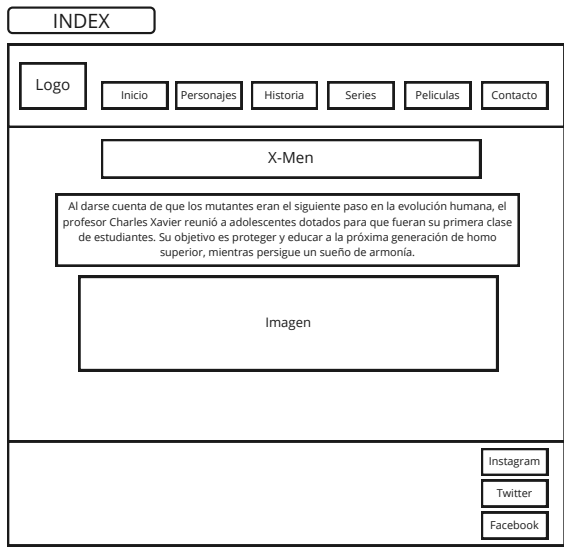 INDEX
Logo
Inicio
Personajes
Historia
Series
Peliculas
Contacto
X-Men
Al darse cuenta de que los mutantes eran el siguiente paso en la evolución humana, el
profesor Charles Xavier reunió a adolescentes dotados para que fueran su primera clase
de estudiantes. Su objetivo es proteger y educar a la próxima generación de homo
superior, mientras persigue un sueño de armonía.
Imagen
Instagram
Twitter
Facebook